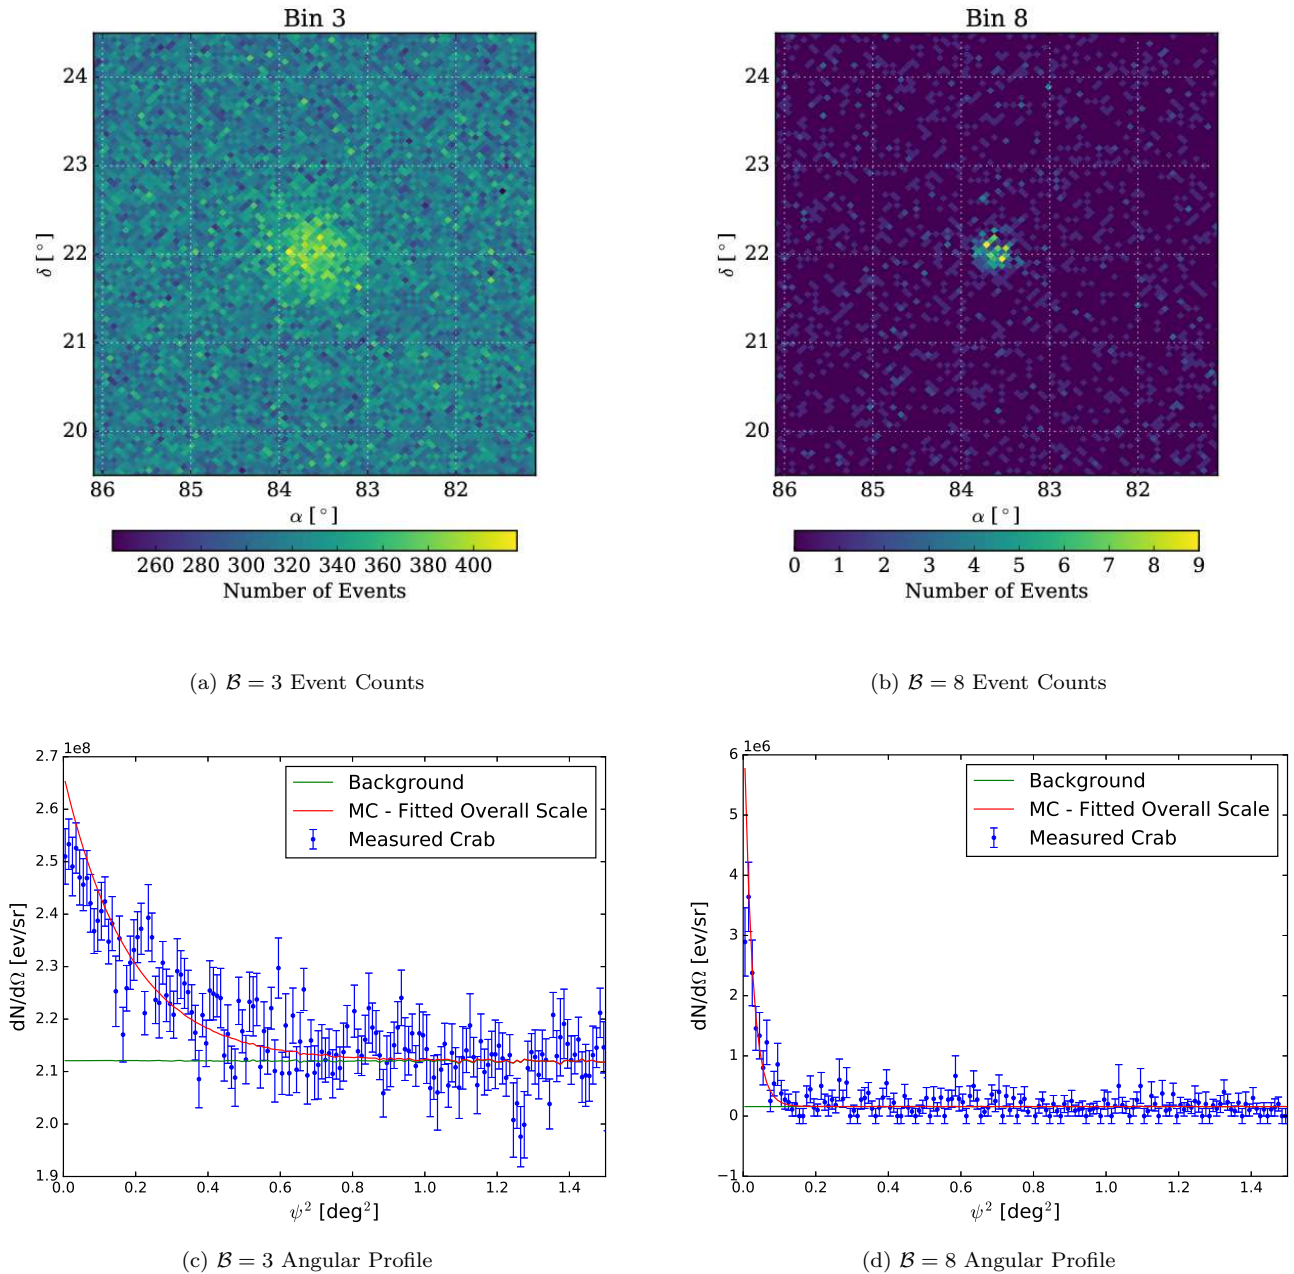 Bin 3
24
23
22
21
20
δ [°]
86 85 84 83 82
α [°]
260 280 300 320 340 360 380 400
Number of Events
(a) B = 3 Event Counts
Bin 8
24
23
22
21
20
δ [°]
86 85 84 83 82
α [°]
0 1 2 3 4 5 6 7 8 9
Number of Events
(b) B = 8 Event Counts
1e8
2.7
2.6
2.5
2.4
2.3
2.2
2.1
2.0
1.9
dN/dΩ [ev/sr]
Background
MC - Fitted Overall Scale
Measured Crab
0.0 0.2 0.4 0.6 0.8 1.0 1.2 1.4
ψ² [deg²]
(c) B = 3 Angular Profile
1e6
6
5
4
3
2
1
0
−1
dN/dΩ [ev/sr]
Background
MC - Fitted Overall Scale
Measured Crab
0.0 0.2 0.4 0.6 0.8 1.0 1.2 1.4
ψ² [deg²]
(d) B = 8 Angular Profile